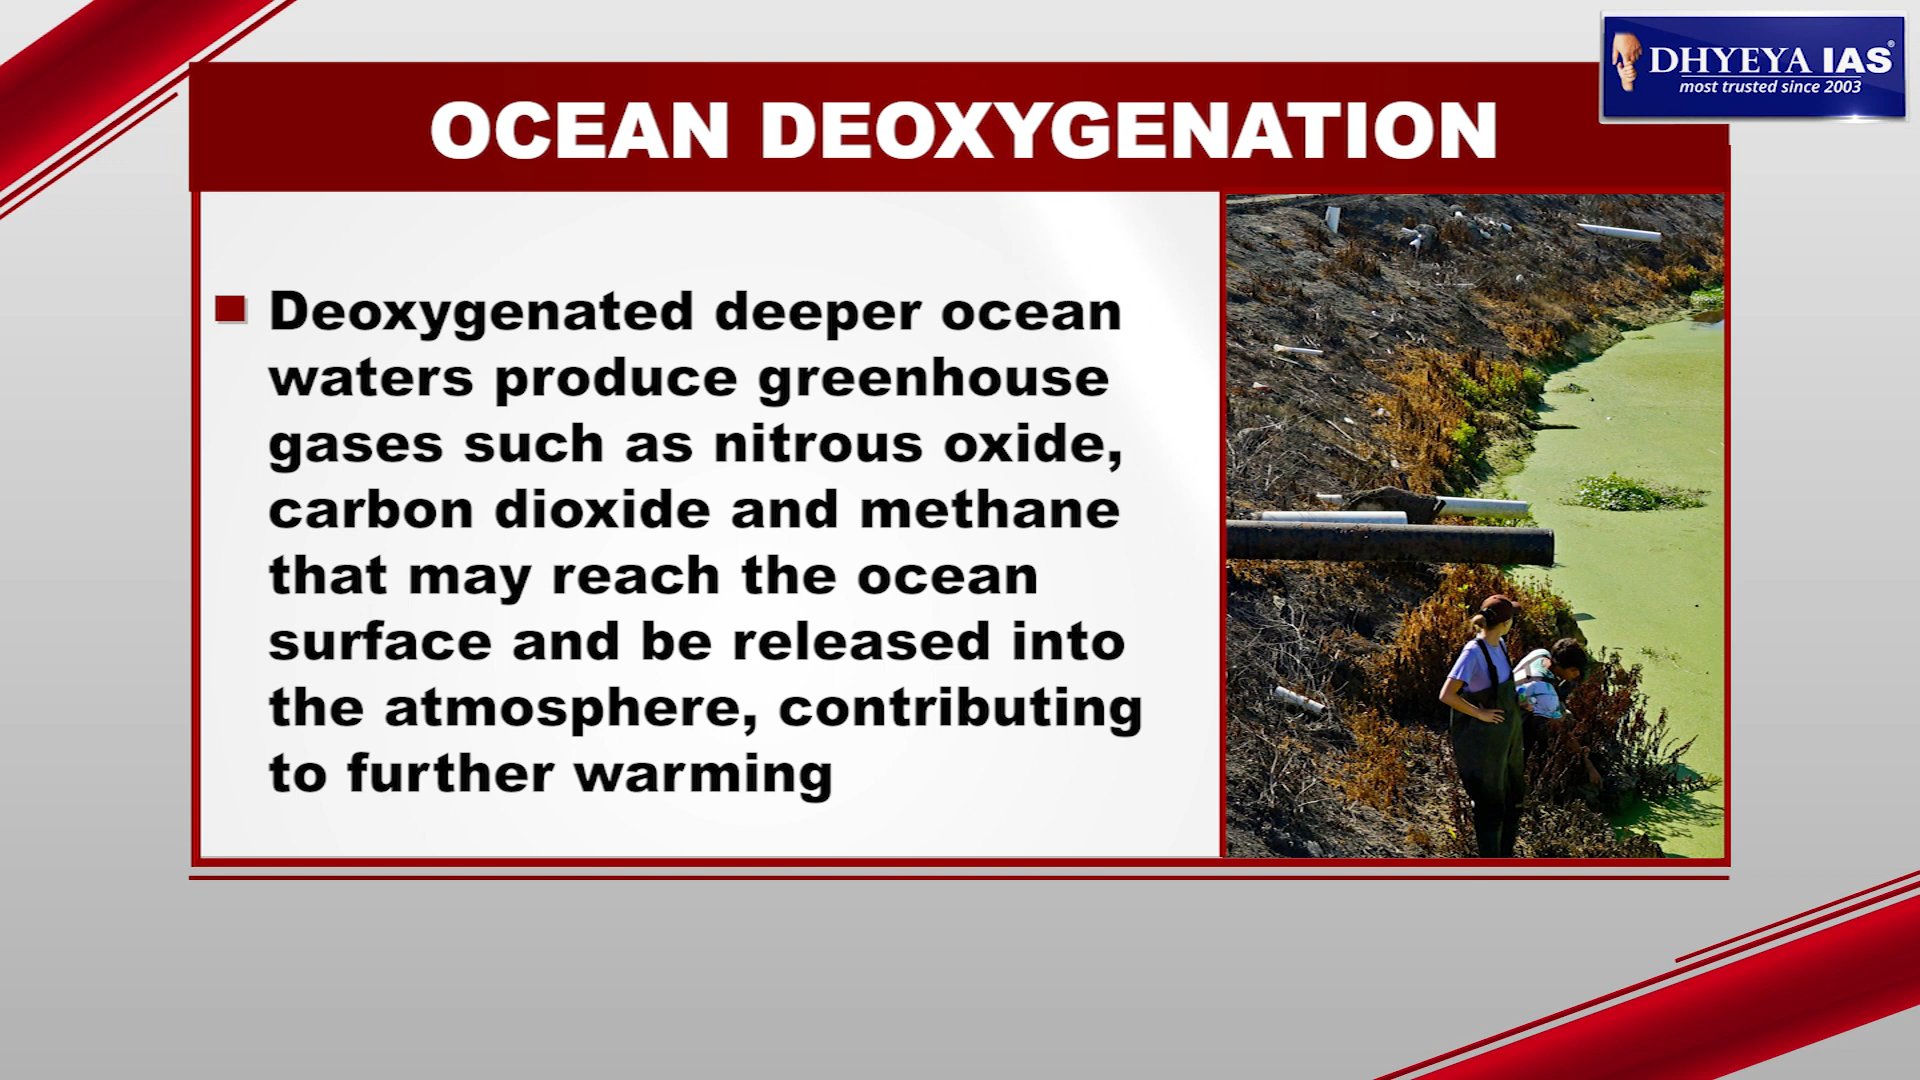 DHYEYA IAS®
most trusted since 2003
OCEAN DEOXYGENATION
Deoxygenated deeper ocean
waters produce greenhouse
gases such as nitrous oxide,
carbon dioxide and methane
that may reach the ocean
surface and be released into
the atmosphere, contributing
to further warming